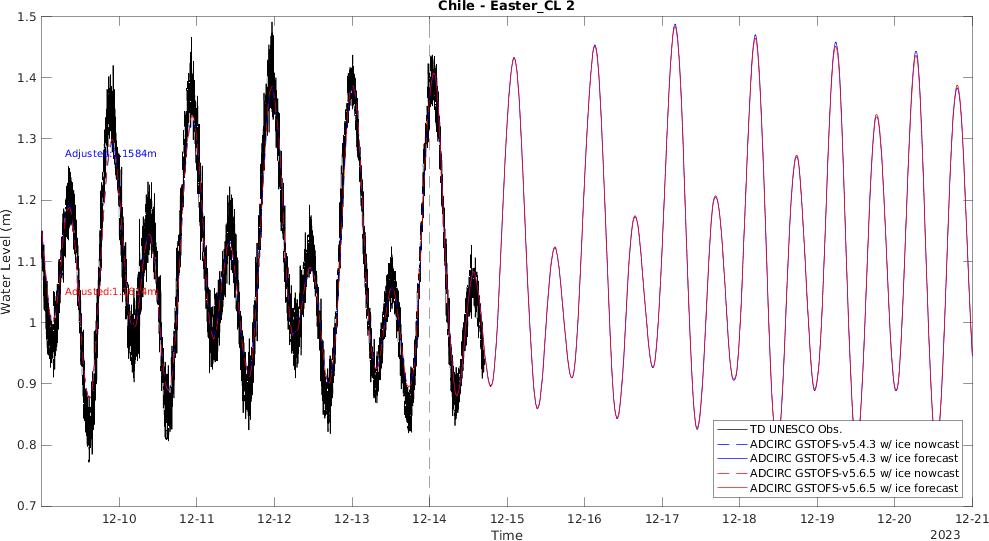 Chile - Easter_CL 2
Water Level (m)
1.5
1.4
1.3
1.2
1.1
1
0.9
0.8
0.7
Adjusted:
1584m
Adjusted:1.
TD UNESCO Obs.
ADCIRC GSTOFS-v5.4.3 w/ ice nowcast
ADCIRC GSTOFS-v5.4.3 w/ ice forecast
ADCIRC GSTOFS-v5.6.5 w/ ice nowcast
ADCIRC GSTOFS-v5.6.5 w/ ice forecast
12-10 12-11 12-12 12-13 12-14 12-15 12-16 12-17 12-18 12-19 12-20 12-21
Time 2023